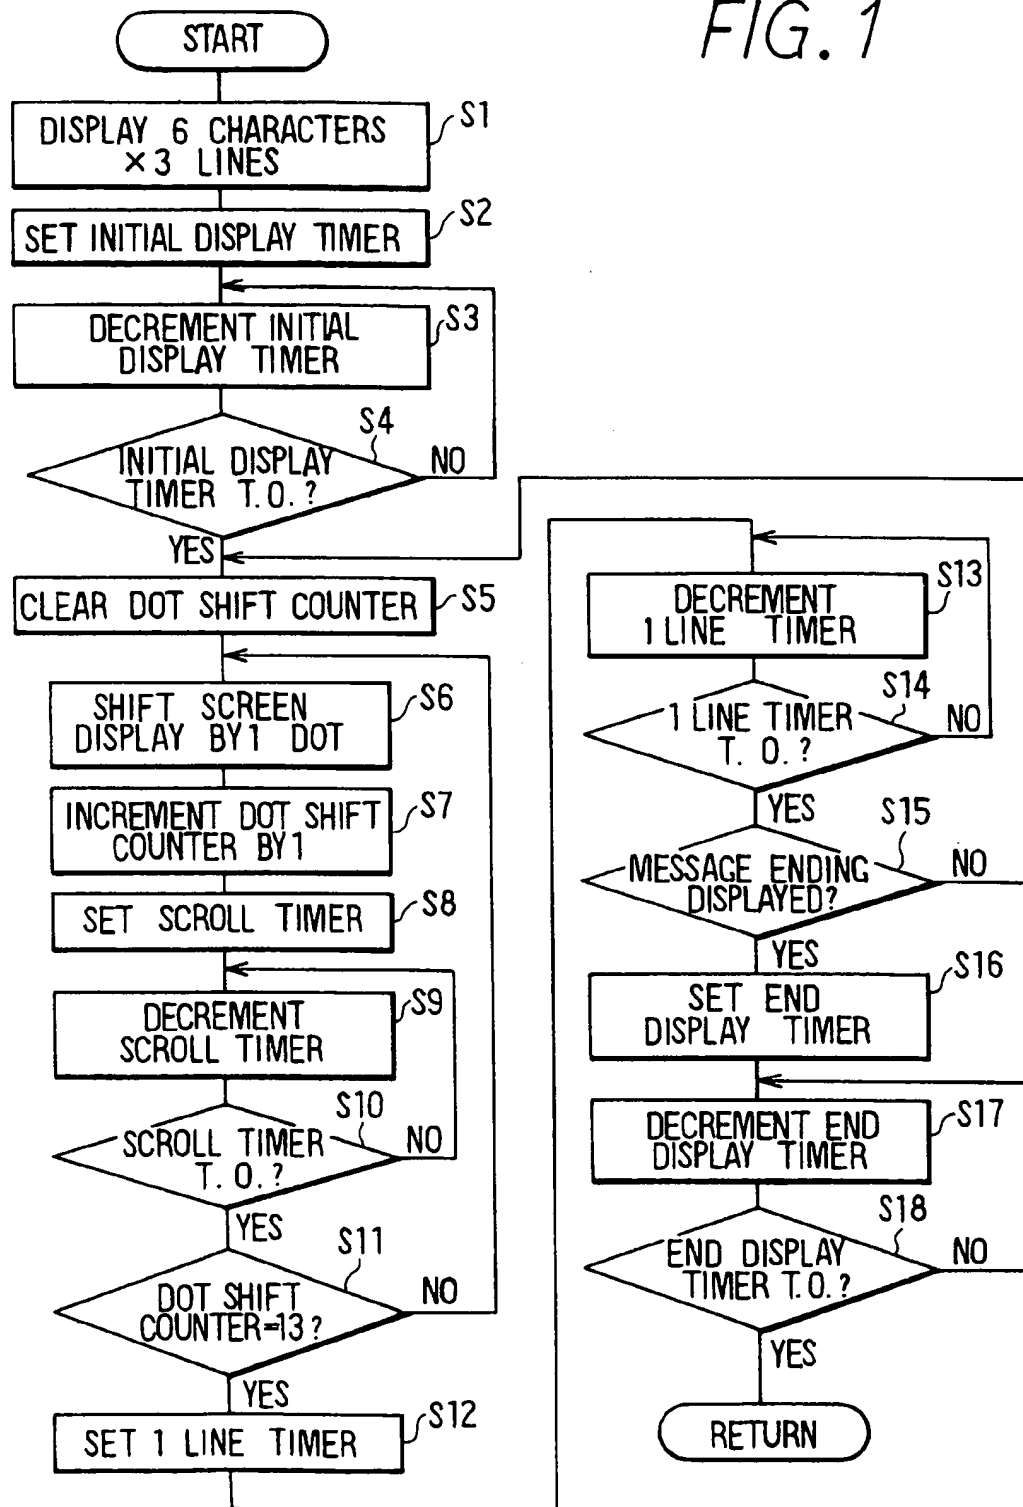 FIG. 1
START
DISPLAY 6 CHARACTERS
×3 LINES
S1
SET INITIAL DISPLAY TIMER
S2
DECREMENT INITIAL
DISPLAY TIMER
S3
INITIAL DISPLAY
TIMER T.O.?
S4
NO
YES
CLEAR DOT SHIFT COUNTER
S5
SHIFT SCREEN
DISPLAY BY 1 DOT
S6
INCREMENT DOT SHIFT
COUNTER BY 1
S7
SET SCROLL TIMER
S8
DECREMENT
SCROLL TIMER
S9
SCROLL TIMER
T. O.?
S10
NO
YES
DOT SHIFT
COUNTER=13?
S11
NO
YES
SET 1 LINE TIMER
S12
DECREMENT
1 LINE TIMER
S13
1 LINE TIMER
T. O.?
S14
NO
YES
MESSAGE ENDING
DISPLAYED?
S15
NO
YES
SET END
DISPLAY TIMER
S16
DECREMENT END
DISPLAY TIMER
S17
END DISPLAY
TIMER T.O.?
S18
NO
YES
RETURN